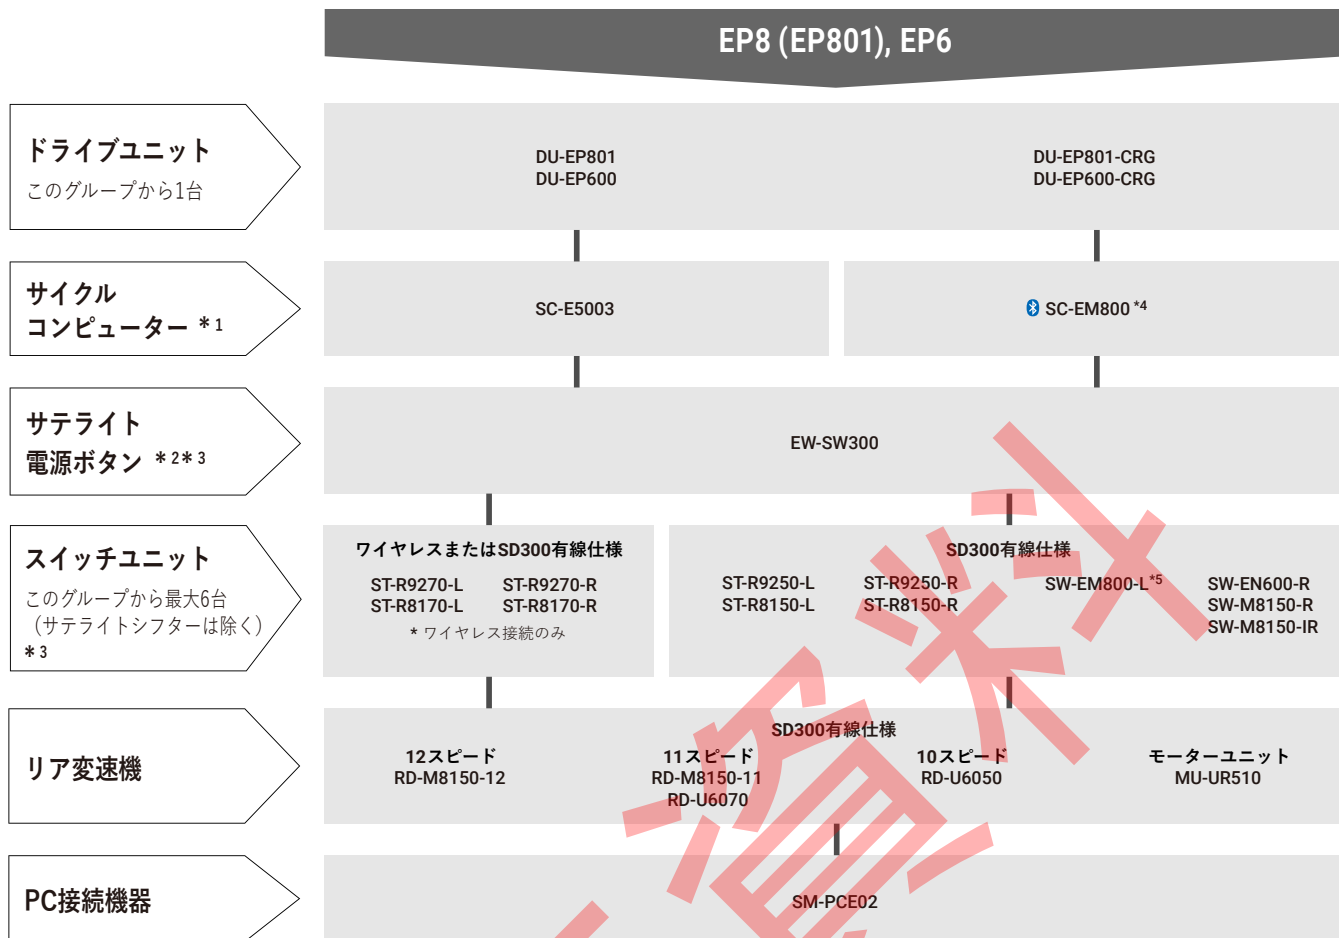 EP8 (EP801), EP6
ドライブユニット
このグループから1台
DU-EP801
DU-EP600
DU-EP801-CRG
DU-EP600-CRG
サイクル
コンピューター *1
SC-E5003
SC-EM800 *4
サテライト
電源ボタン *2*3
EW-SW300
スイッチユニット
このグループから最大6台
（サテライトシフターは除く）
*3
ワイヤレスまたはSD300有線仕様
ST-R9270-L
ST-R8170-L
ST-R9270-R
ST-R8170-R
* ワイヤレス接続のみ
SD300有線仕様
ST-R9250-L
ST-R8150-L
ST-R9250-R
ST-R8150-R
SW-EM800-L*5
SW-EN600-R
SW-M8150-R
SW-M8150-IR
リア変速機
SD300有線仕様
12スピード
RD-M8150-12
11スピード
RD-M8150-11
RD-U6070
10スピード
RD-U6050
モーターユニット
MU-UR510
PC接続機器
SM-PCE02
資料